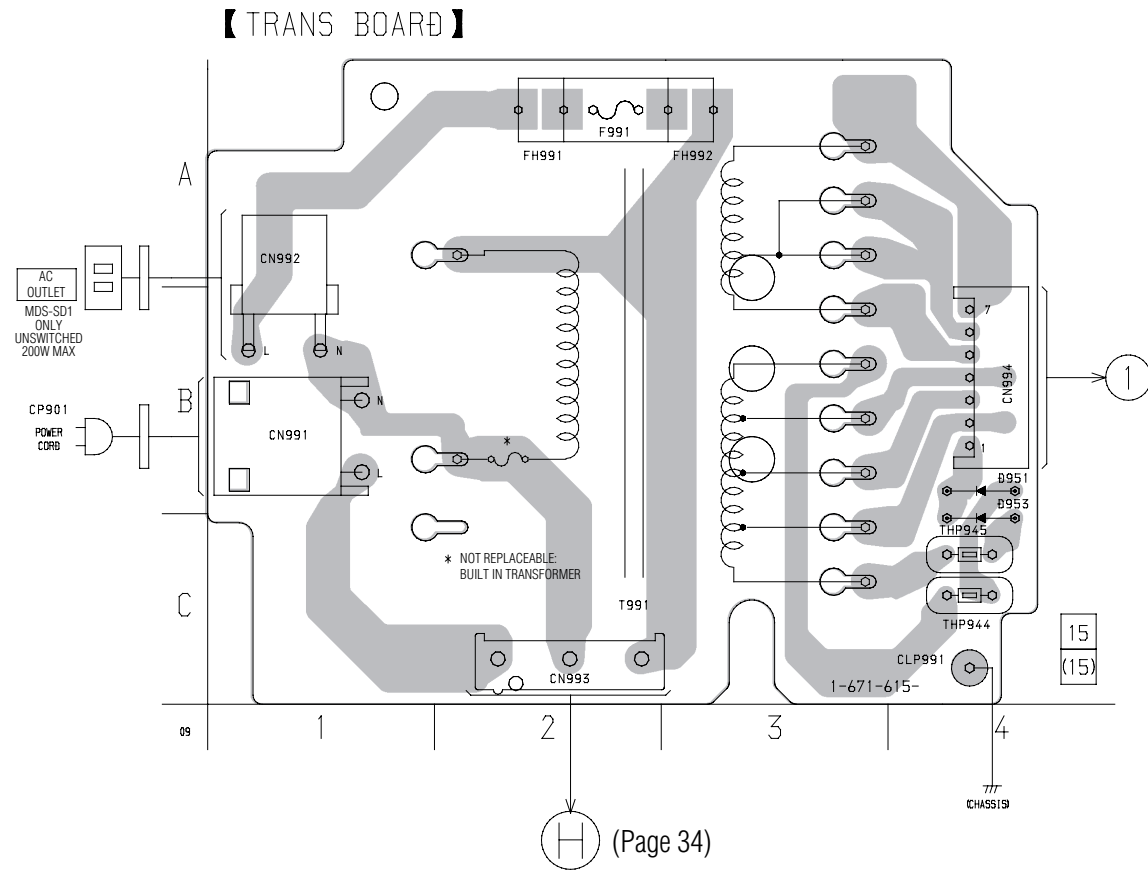 【TRANS BOARD】
F991
FH991
FH992
A
CN992
AC
OUTLET
MDS-SD1
ONLY
UNSWITCHED
200W MAX
L
N
7
CN994
1
B
CP901
POWER
CORD
CN991
N
L
*
1
D951
D953
THP945
* NOT REPLACEABLE:
BUILT IN TRANSFORMER
C
T991
THP944
15
(15)
CN993
CLP991
1-671-615-
09
1
2
3
4
(CHASSIS)
H
(Page 34)